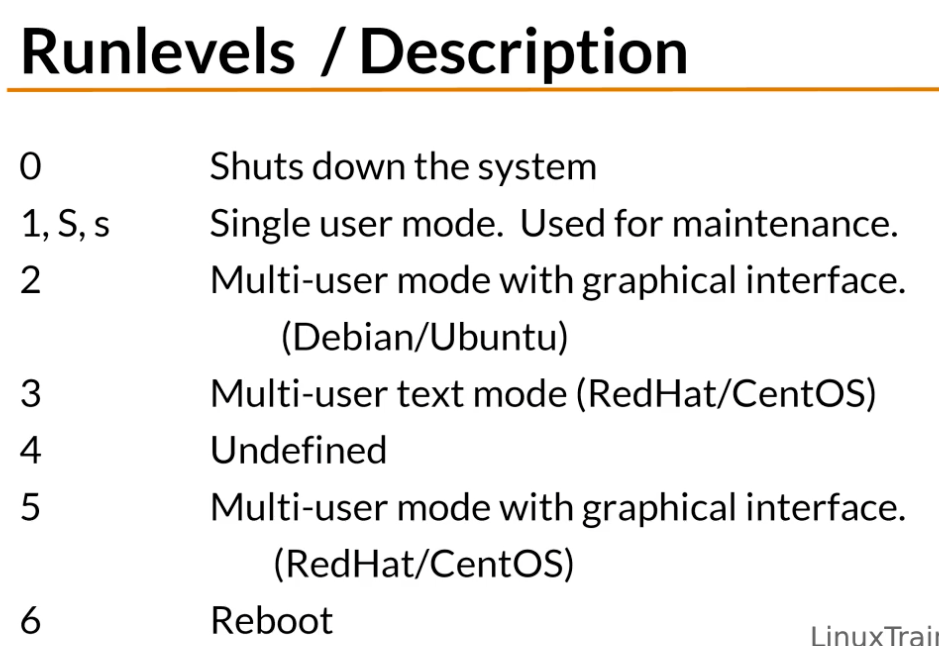 Runlevels / Description
0 Shuts down the system
1, S, s Single user mode. Used for maintenance.
2 Multi-user mode with graphical interface.
(Debian/Ubuntu)
3 Multi-user text mode (RedHat/CentOS)
4 Undefined
5 Multi-user mode with graphical interface.
(RedHat/CentOS)
6 Reboot